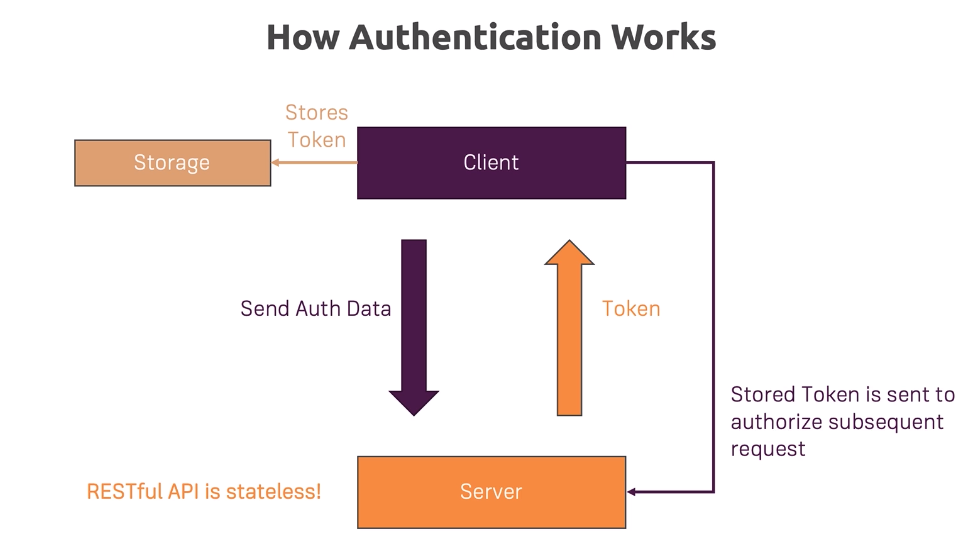 How Authentication Works
Stores
Token
Storage
Client
Send Auth Data
Token
Stored Token is sent to
authorize subsequent
request
RESTful API is stateless!
Server